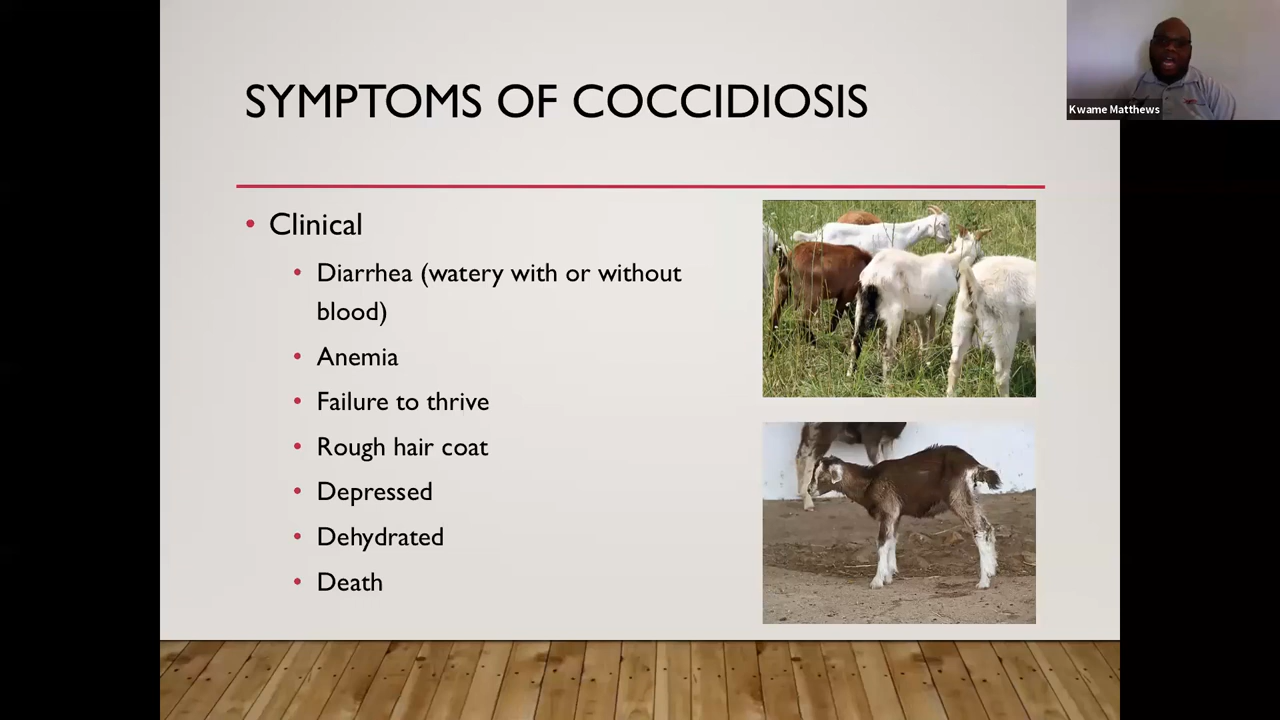 SYMPTOMS OF COCCIDIOSIS
Kwame Matthews
• Clinical
• Diarrhea (watery with or without
blood)
• Anemia
• Failure to thrive
• Rough hair coat
• Depressed
• Dehydrated
• Death